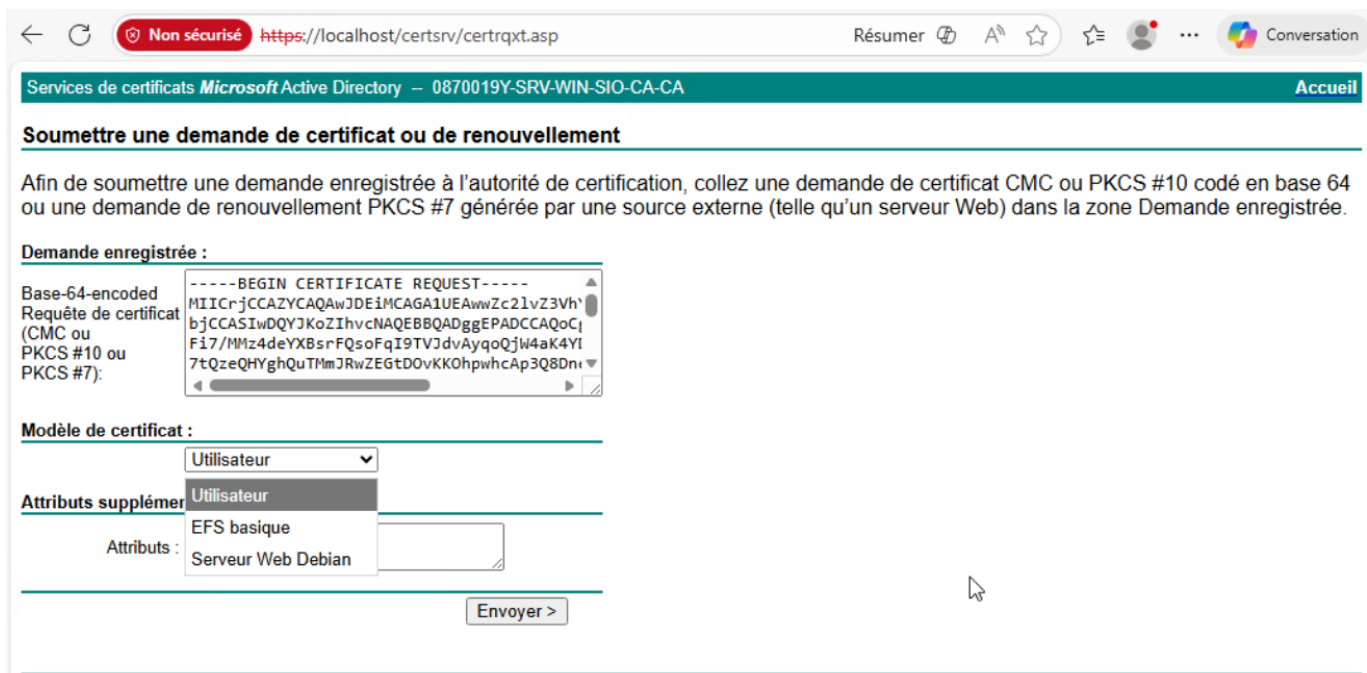 Non sécurisé https://localhost/certsrv/certrqxt.asp Résumer A ... Conversation
Services de certificats Microsoft Active Directory -- 0870019Y-SRV-WIN-SIO-CA-CA Accueil
Soumettre une demande de certificat ou de renouvellement
Afin de soumettre une demande enregistrée à l'autorité de certification, collez une demande de certificat CMC ou PKCS #10 codé en base 64
ou une demande de renouvellement PKCS #7 générée par une source externe (telle qu'un serveur Web) dans la zone Demande enregistrée.
Demande enregistrée :
Base-64-encoded
Requête de certificat
(CMC ou
PKCS #10 ou
PKCS #7):
-----BEGIN CERTIFICATE REQUEST-----
MIICrjCCAZYCAQAwJDEiMCAGA1UEAwwZc2lvZ3Vh
bjCCASIwDQYJKoZIhvcNAQEBBQADggEPADCCAQoC
Fi7/MMz4deYXBsrFQsoFqI9TVJdvAyqoQjW4aK4Y
7tQzeQHYghQuTMmJRwZEGtDOvKKOhpwhcAp3Q8Dn
Modèle de certificat :
Utilisateur
Utilisateur
EFS basique
Serveur Web Debian
Attributs supplémen
Attributs :
Envoyer >